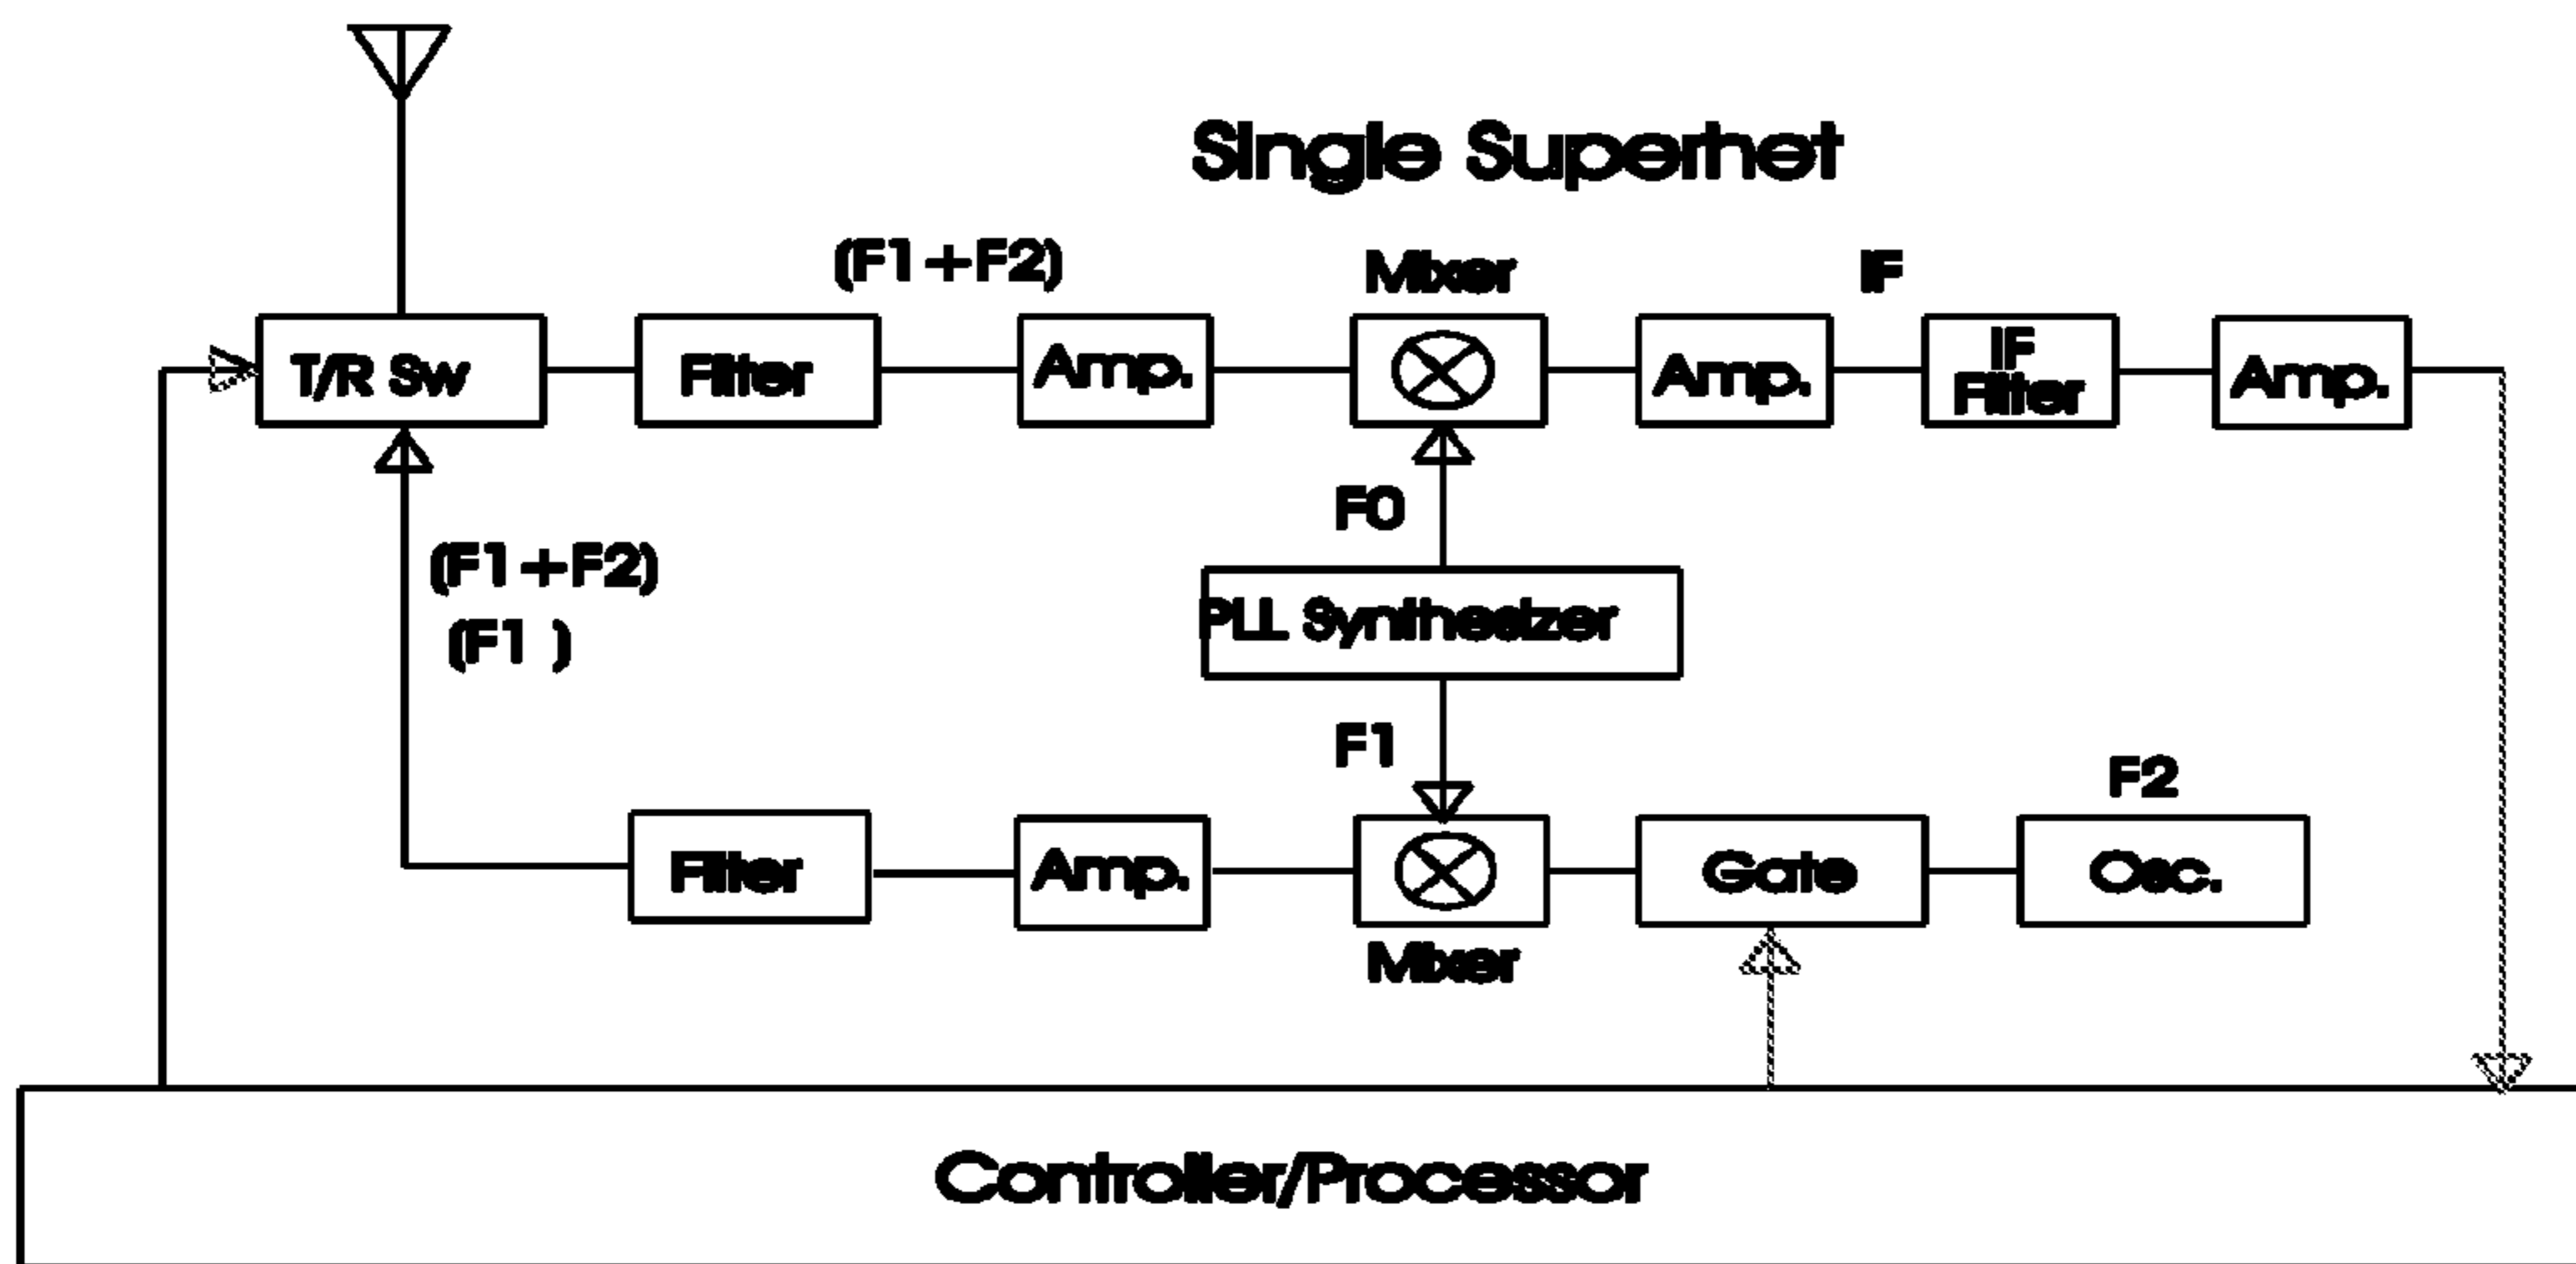 Single Superhet
(F1+F2)
Mixer
IF
T/R Sw
Filter
Amp.
Amp.
IF
Filter
Amp.
F0
(F1+F2)
(F1 )
PLL Synthesizer
F1
F2
Filter
Amp.
Gate
Osc.
Mixer
Controller/Processor